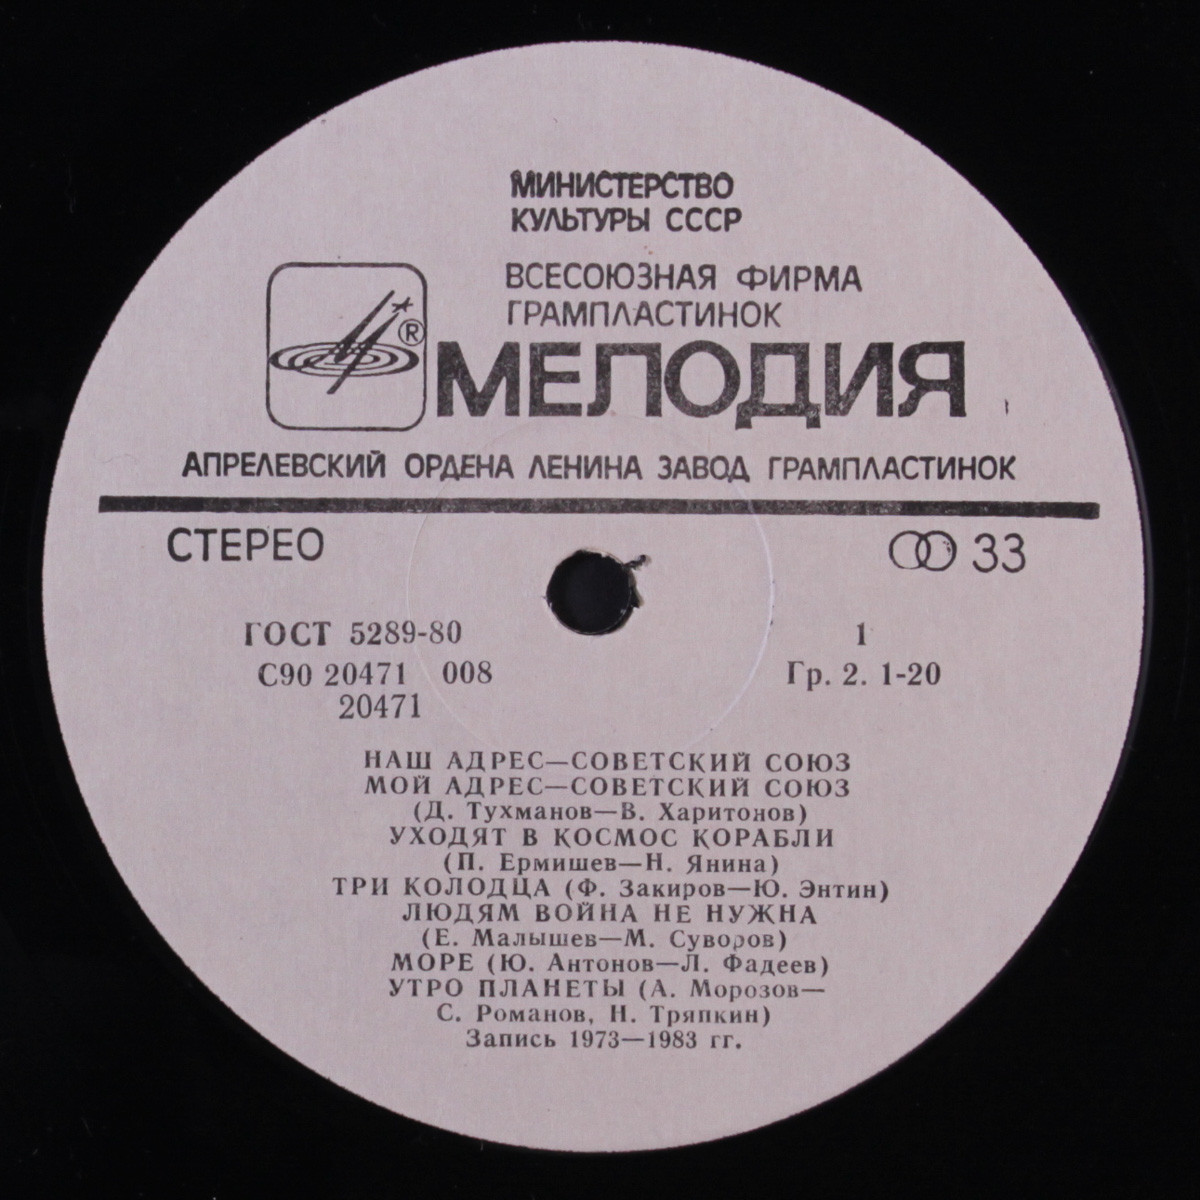 МИНИСТЕРСТВО
КУЛЬТУРЫ СССР
ВСЕСОЮЗНАЯ ФИРМА
ГРАМПЛАСТИНОК
®
МЕЛОДИЯ
АПРЕЛЕВСКИЙ ОРДЕНА ЛЕНИНА ЗАВОД ГРАМПЛАСТИНОК
СТЕРЕО 33
ГОСТ 5289-80 1
С90 20471 008 Гр. 2. 1-20
20471
НАШ АДРЕС—СОВЕТСКИЙ СОЮЗ
МОЙ АДРЕС—СОВЕТСКИЙ СОЮЗ
(Д. Тухманов—В. Харитонов)
УХОДЯТ В КОСМОС КОРАБЛИ
(П. Ермишев—Н. Янина)
ТРИ КОЛОДЦА (Ф. Закиров—Ю. Энтин)
ЛЮДЯМ ВОЙНА НЕ НУЖНА
(Е. Малышев—М. Суворов)
МОРЕ (Ю. Антонов—Л. Фадеев)
УТРО ПЛАНЕТЫ (А. Морозов—
С. Романов, Н. Тряпкин)
Запись 1973—1983 гг.